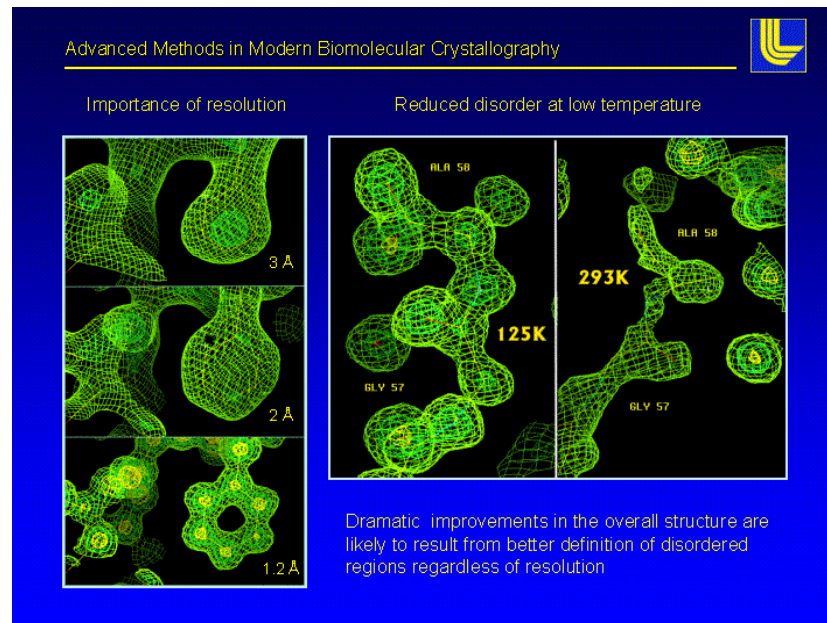 Advanced Methods in Modern Biomolecular Crystallography
Importance of resolution
Reduced disorder at low temperature
3 Å
2 Å
1.2 Å
ALA 58
125K
GLY 57
ALA 58
293K
GLY 57
Dramatic improvements in the overall structure are
likely to result from better definition of disordered
regions regardless of resolution